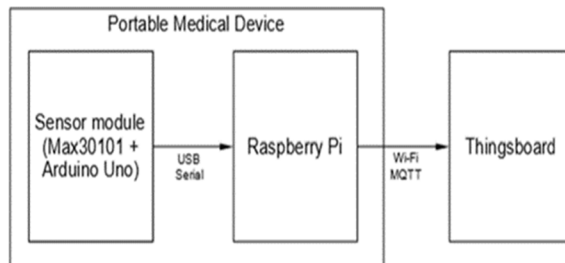 Portable Medical Device
Sensor module
(Max30101 +
Arduino Uno)
USB
Serial
Raspberry Pi
Wi-Fi
MQTT
Thingsboard